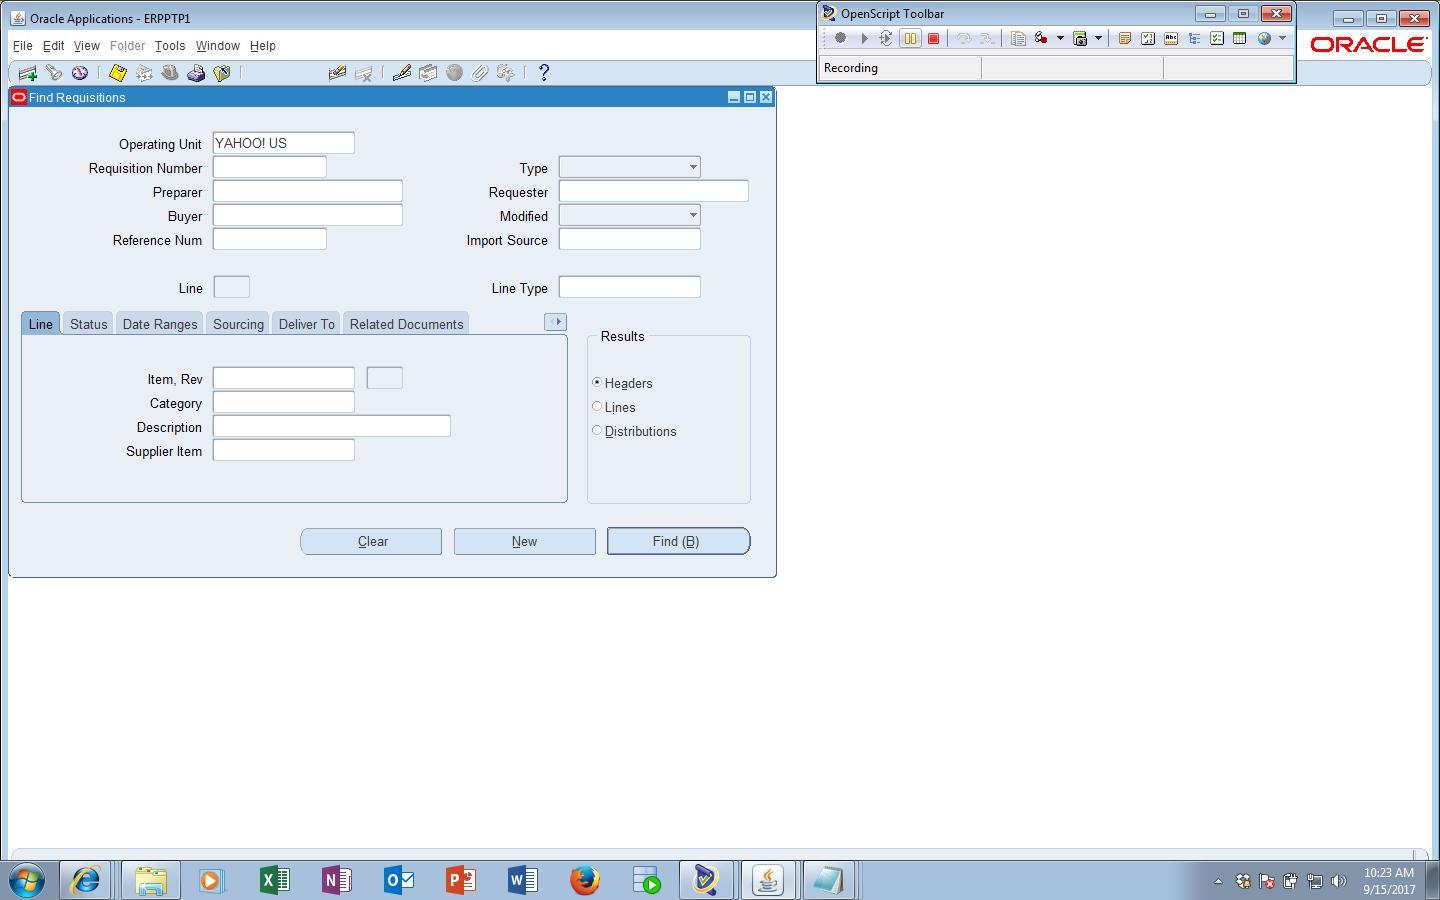 Oracle Applications - ERPPTP1
OpenScript Toolbar
File Edit View Folder Tools Window Help
ORACLE
Recording
Find Requisitions
Operating Unit YAHOO! US
Requisition Number Type
Preparer Requester
Buyer Modified
Reference Num Import Source
Line Line Type
Line Status Date Ranges Sourcing Deliver To Related Documents
Results
Item, Rev
Headers
Category
Lines
Description
Distributions
Supplier Item
Clear New Find (B)
10:23 AM
9/15/2017